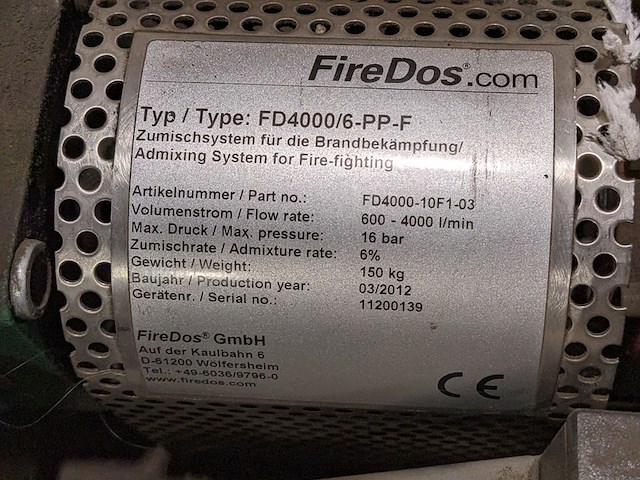 FireDos®.com
Typ / Type: FD4000/6-PP-F
Zumischsystem für die Brandbekämpfung/
Admixing System for Fire-fighting
Artikelnummer / Part no.: FD4000-10F1-03
Volumenstrom / Flow rate: 600 - 4000 l/min
Max. Druck / Max. pressure: 16 bar
Zumischrate / Admixture rate: 6%
Gewicht / Weight: 150 kg
Baujahr / Production year: 03/2012
Gerätenr. / Serial no.: 11200139
FireDos® GmbH
Auf der Kaulbahn 6
D-61200 Wölfersheim
Tel.: +49-6036/9796-0
www.firedos.com
CE